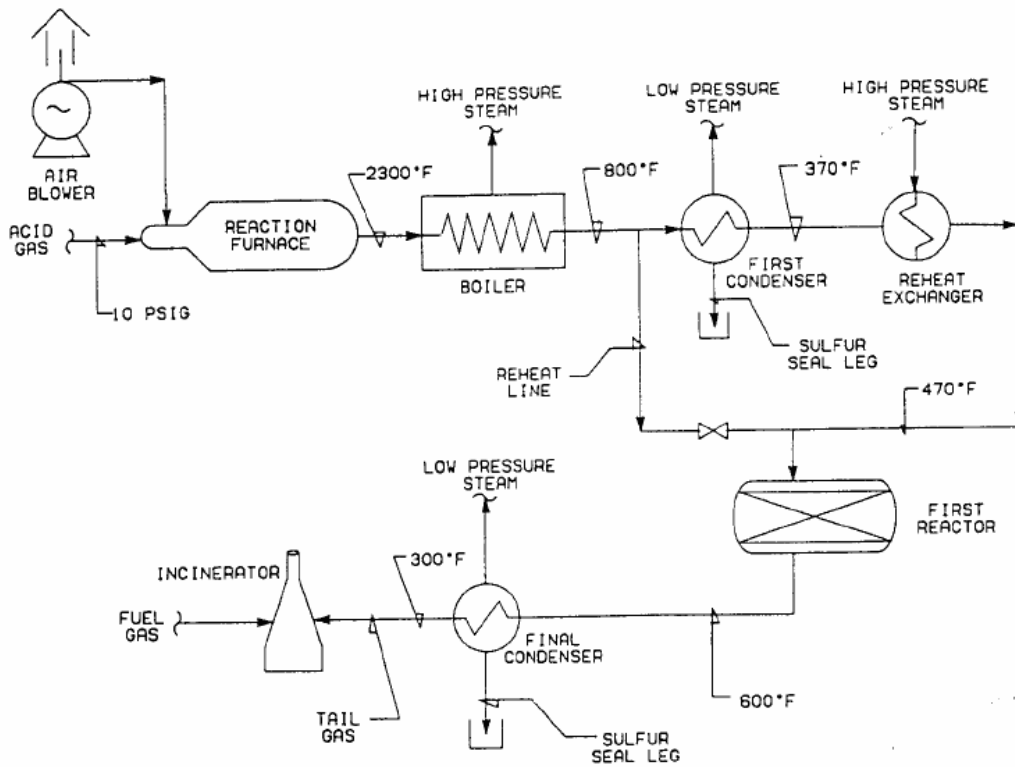 HIGH PRESSURE
STEAM
LOW PRESSURE
STEAM
HIGH PRESSURE
STEAM
AIR
BLOWER
2300°F
800°F
370°F
ACID
GAS
REACTION
FURNACE
BOILER
FIRST
CONDENSER
REHEAT
EXCHANGER
10 PSIG
SULFUR
SEAL LEG
REHEAT
LINE
470°F
LOW PRESSURE
STEAM
FIRST
REACTOR
INCINERATOR
300°F
FUEL
GAS
FINAL
CONDENSER
600°F
TAIL
GAS
SULFUR
SEAL LEG